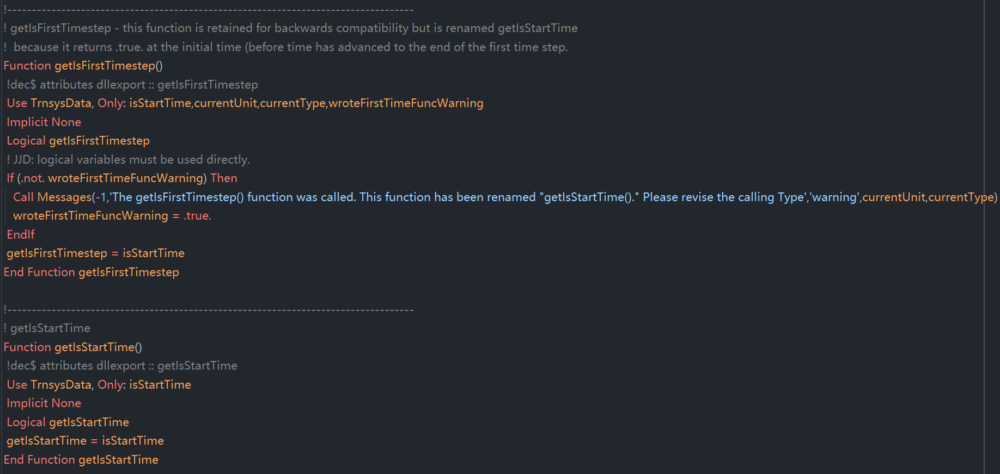 !-----------------------------------------------------------------------------------
! getIsFirstTimestep - this function is retained for backwards compatibility but is renamed getIsStartTime
!  because it returns .true. at the initial time (before time has advanced to the end of the first time step.
Function getIsFirstTimestep()
 !dec$ attributes dllexport :: getIsFirstTimestep
 Use TrnsysData, Only: isStartTime,currentUnit,currentType,wroteFirstTimeFuncWarning
 Implicit None
 Logical getIsFirstTimestep
 ! JJD: logical variables must be used directly.
 If (.not. wroteFirstTimeFuncWarning) Then
   Call Messages(-1,'The getIsFirstTimestep() function was called. This function has been renamed "getIsStartTime()." Please revise the calling Type','warning',currentUnit,currentType)
   wroteFirstTimeFuncWarning = .true.
 EndIf
 getIsFirstTimestep = isStartTime
End Function getIsFirstTimestep
!-----------------------------------------------------------------------------------
! getIsStartTime
Function getIsStartTime()
 !dec$ attributes dllexport :: getIsStartTime
 Use TrnsysData, Only: isStartTime
 Implicit None
 Logical getIsStartTime
 getIsStartTime = isStartTime
End Function getIsStartTime